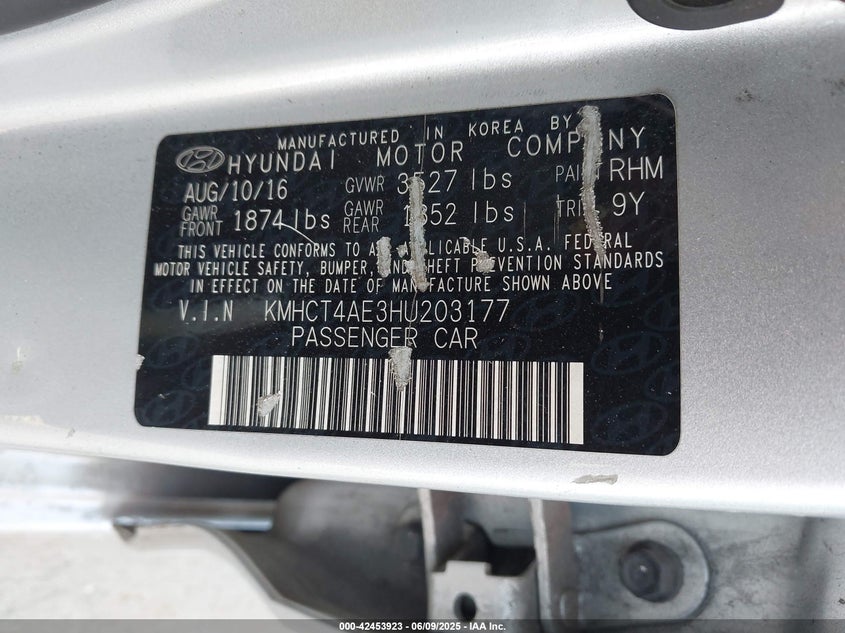 MANUFACTURED IN KOREA BY
HYUNDAI MOTOR COMPANY
AUG/10/16 GVWR 3527 lbs PAINT RHM
GAWR FRONT 1874 lbs GAWR REAR lbs TRIM 9Y
THIS VEHICLE CONFORMS TO ALL APPLICABLE U.S.A. FEDERAL
MOTOR VEHICLE SAFETY, BUMPER, AND THEFT PREVENTION STANDARDS
IN EFFECT ON THE DATE OF MANUFACTURE SHOWN ABOVE
V.I.N KMHCT4AE3HU203177
PASSENGER CAR
000-42453923 - 06/09/2025 - IAA Inc.